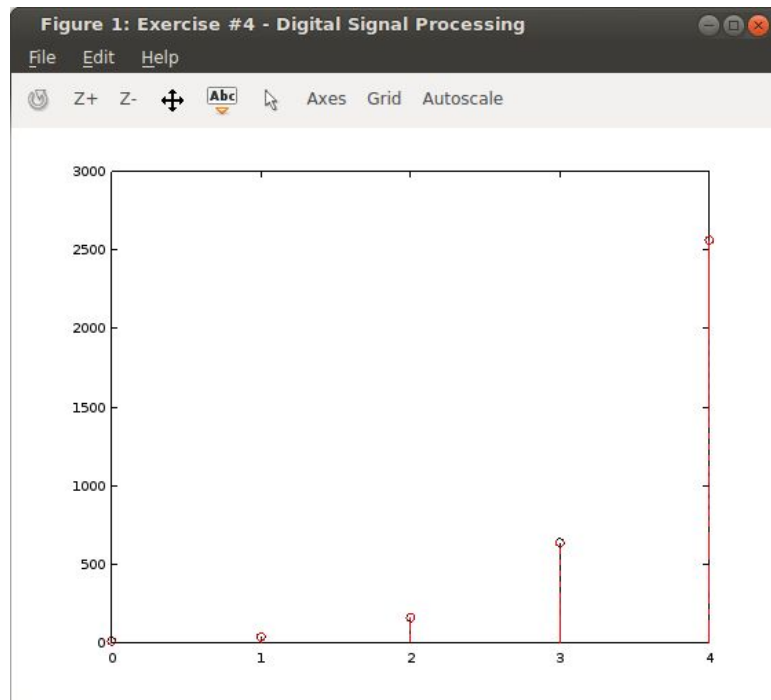 Figure 1: Exercise #4 - Digital Signal Processing
File Edit Help
Z+ Z- Abc Axes Grid Autoscale
3000
2500
2000
1500
1000
500
0
0 1 2 3 4